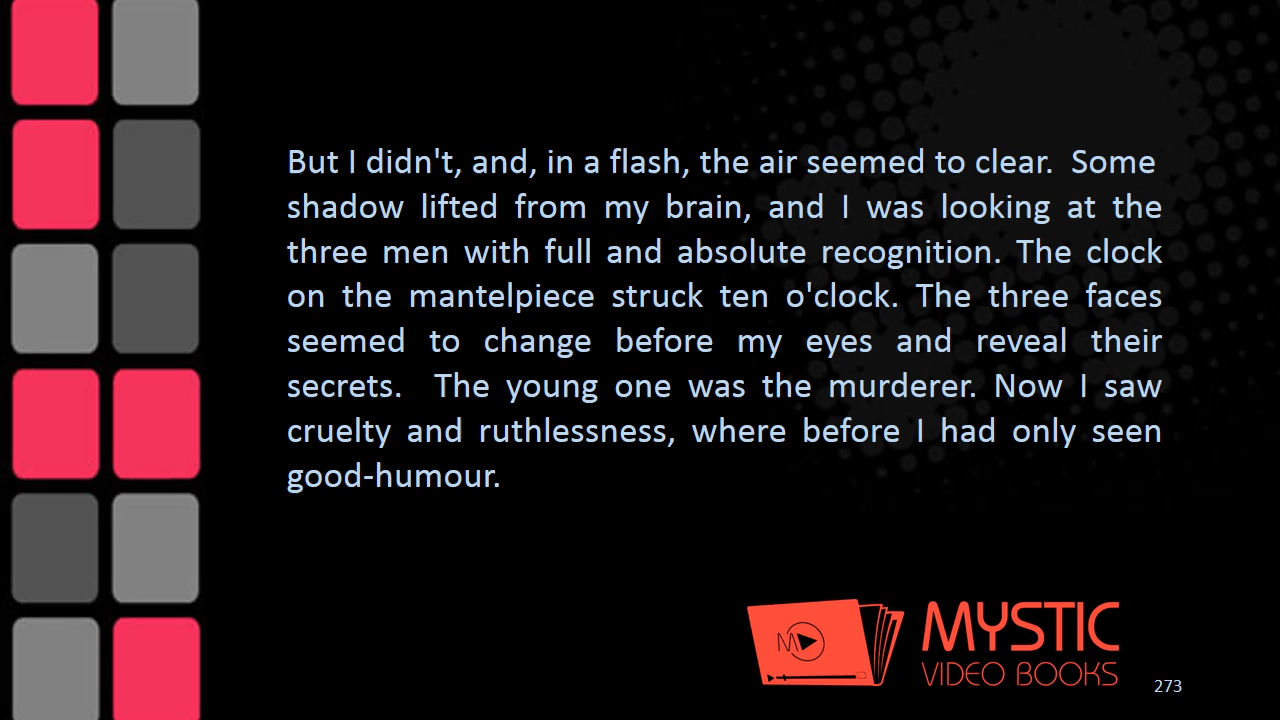 But I didn't, and, in a flash, the air seemed to clear.  Some
shadow lifted from my brain, and I was looking at the
three men with full and absolute recognition. The clock
on the mantelpiece struck ten o'clock. The three faces
seemed to change before my eyes and reveal their
secrets.  The young one was the murderer. Now I saw
cruelty and ruthlessness, where before I had only seen
good-humour.
M
MYSTIC
VIDEO BOOKS
273